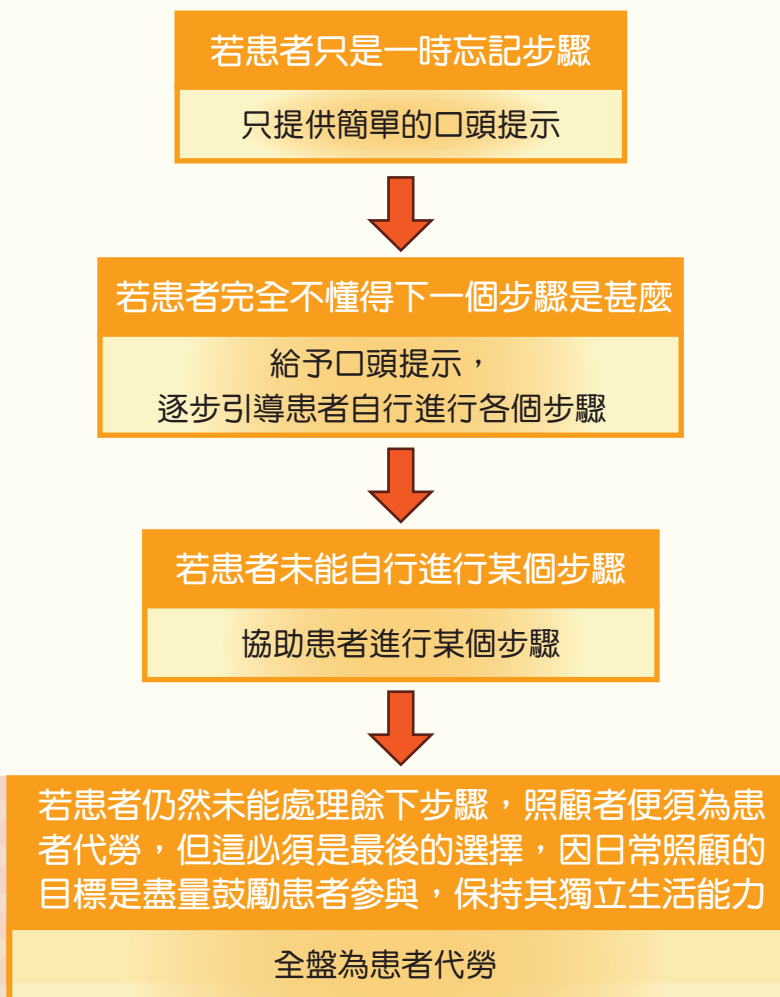 若患者只是一時忘記步驟
只提供簡單的口頭提示
若患者完全不懂得下一個步驟是甚麼
給予口頭提示，
逐步引導患者自行進行各個步驟
若患者未能自行進行某個步驟
協助患者進行某個步驟
若患者仍然未能處理餘下步驟，照顧者便須為患
者代勞，但這必須是最後的選擇，因日常照顧的
目標是盡量鼓勵患者參與，保持其獨立生活能力
全盤為患者代勞